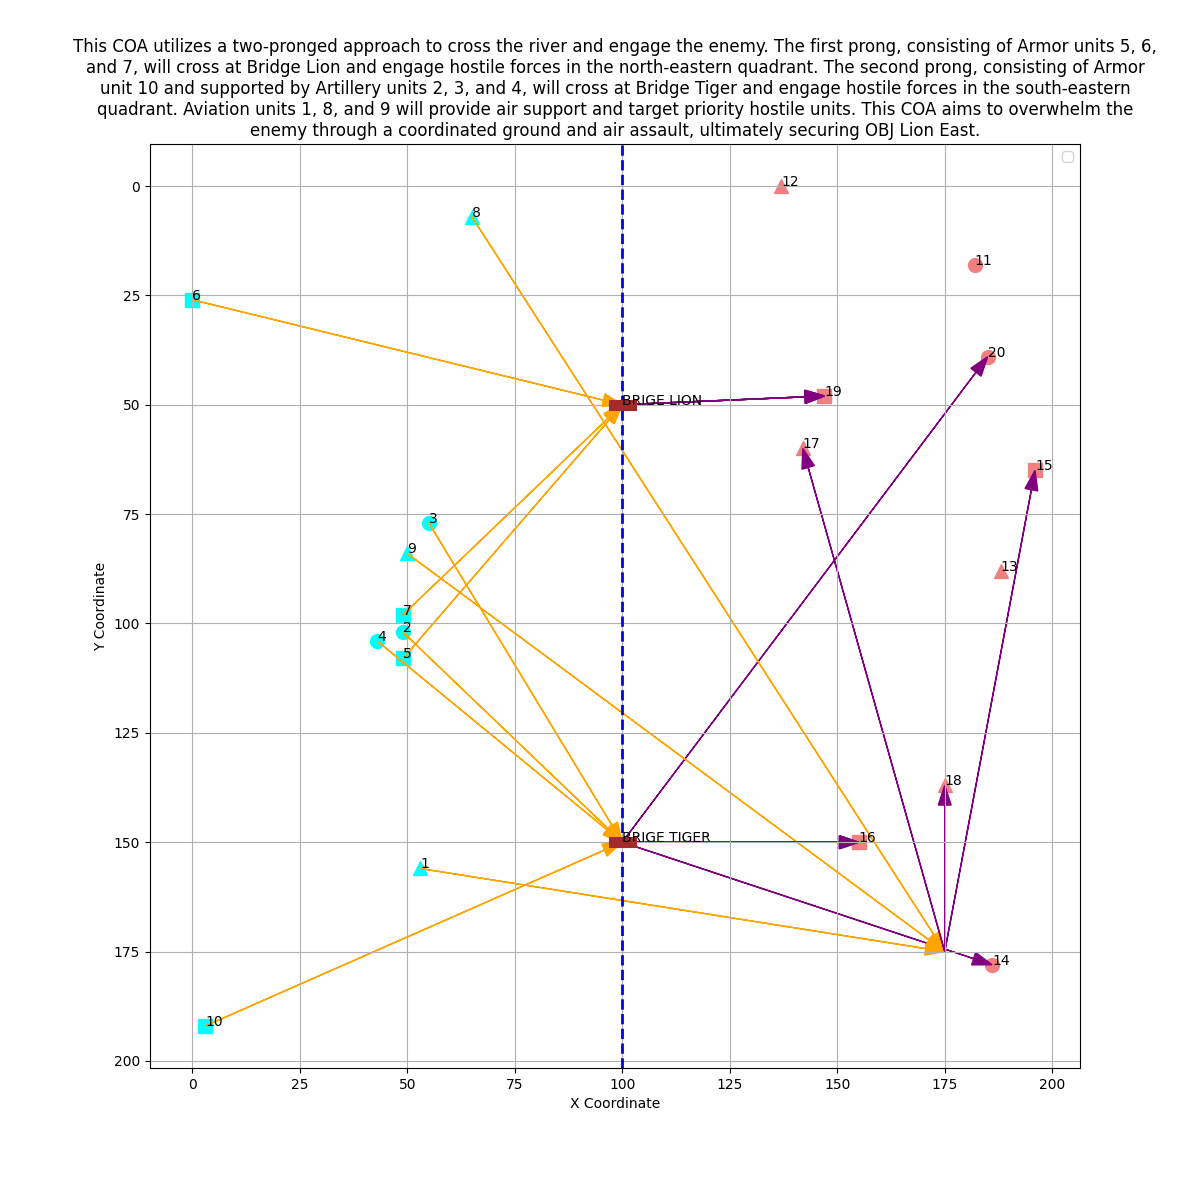 This COA utilizes a two-pronged approach to cross the river and engage the enemy. The first prong, consisting of Armor units 5, 6,
and 7, will cross at Bridge Lion and engage hostile forces in the north-eastern quadrant. The second prong, consisting of Armor
unit 10 and supported by Artillery units 2, 3, and 4, will cross at Bridge Tiger and engage hostile forces in the south-eastern
quadrant. Aviation units 1, 8, and 9 will provide air support and target priority hostile units. This COA aims to overwhelm the
enemy through a coordinated ground and air assault, ultimately securing OBJ Lion East.
12
0
8
11
6
25
20
19
BRIGE LION
50
17
15
3
75
9
13
7
100
2
4
5
Y Coordinate
125
18
BRIGE TIGER
16
150
1
175
14
10
200
0 25 50 75 100 125 150 175 200
X Coordinate